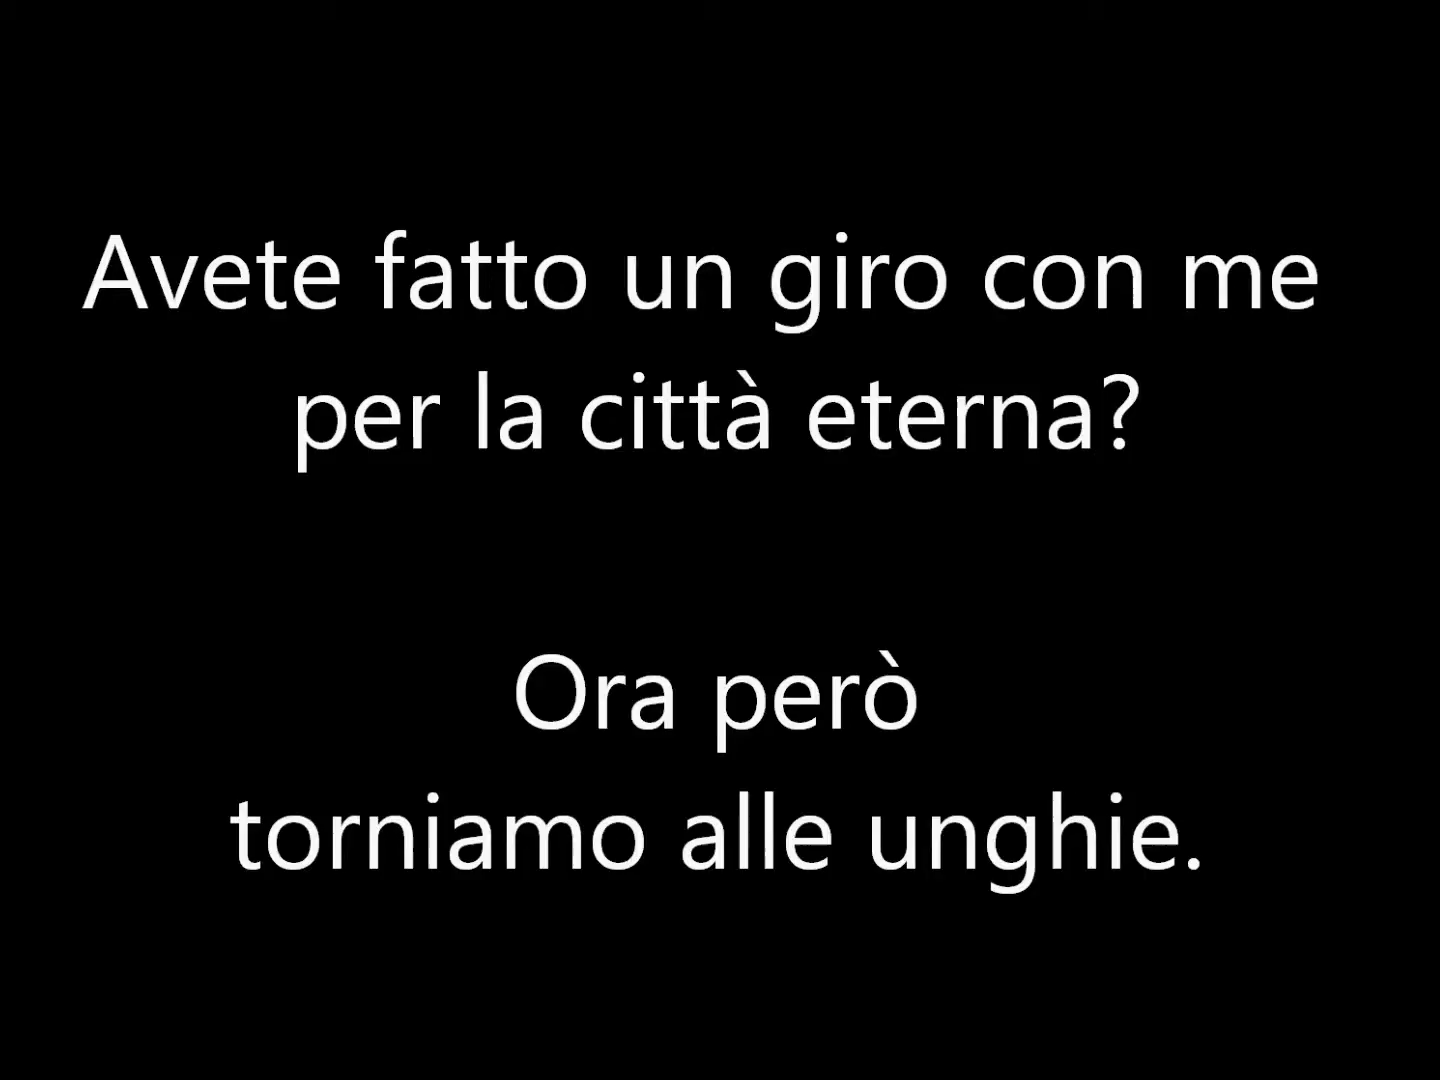 Avete fatto un giro con me
per la città eterna?
Ora però
torniamo alle unghie.